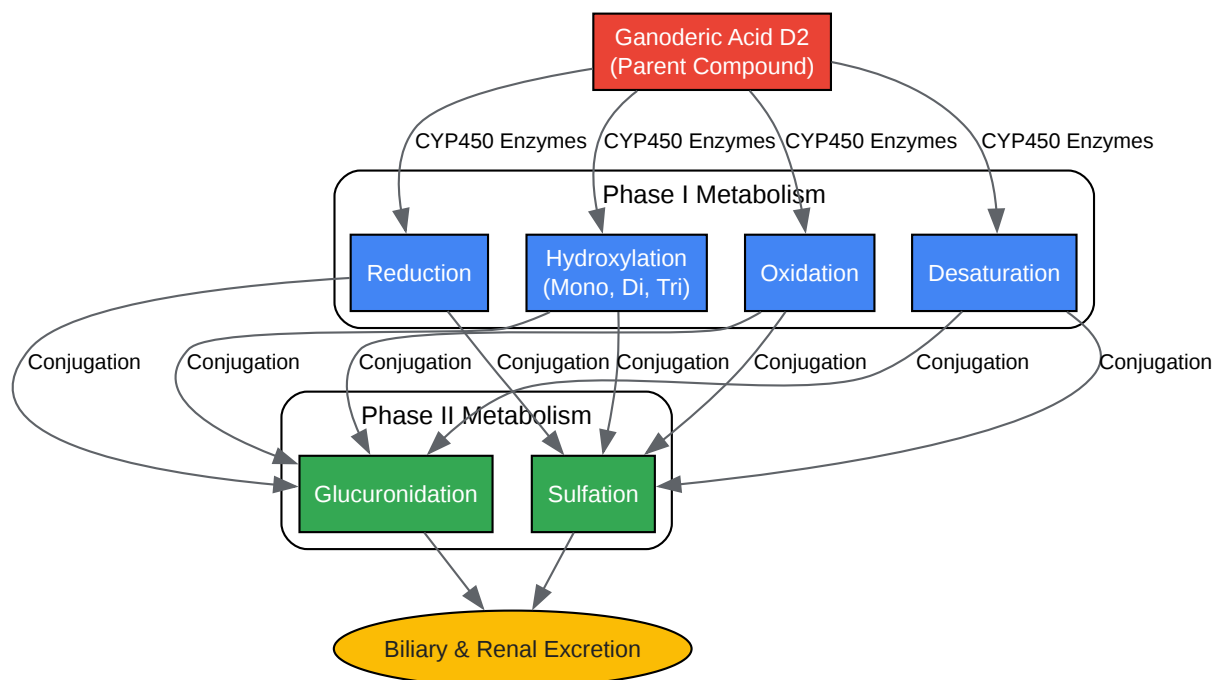 Ganoderic Acid D2
(Parent Compound)
CYP450 Enzymes
CYP450 Enzymes
CYP450 Enzymes
CYP450 Enzymes
Phase I Metabolism
Reduction
Hydroxylation
(Mono, Di, Tri)
Oxidation
Desaturation
Conjugation
Conjugation
Conjugation
Conjugation
Conjugation
Conjugation
Conjugation
Conjugation
Phase II Metabolism
Glucuronidation
Sulfation
Biliary & Renal Excretion